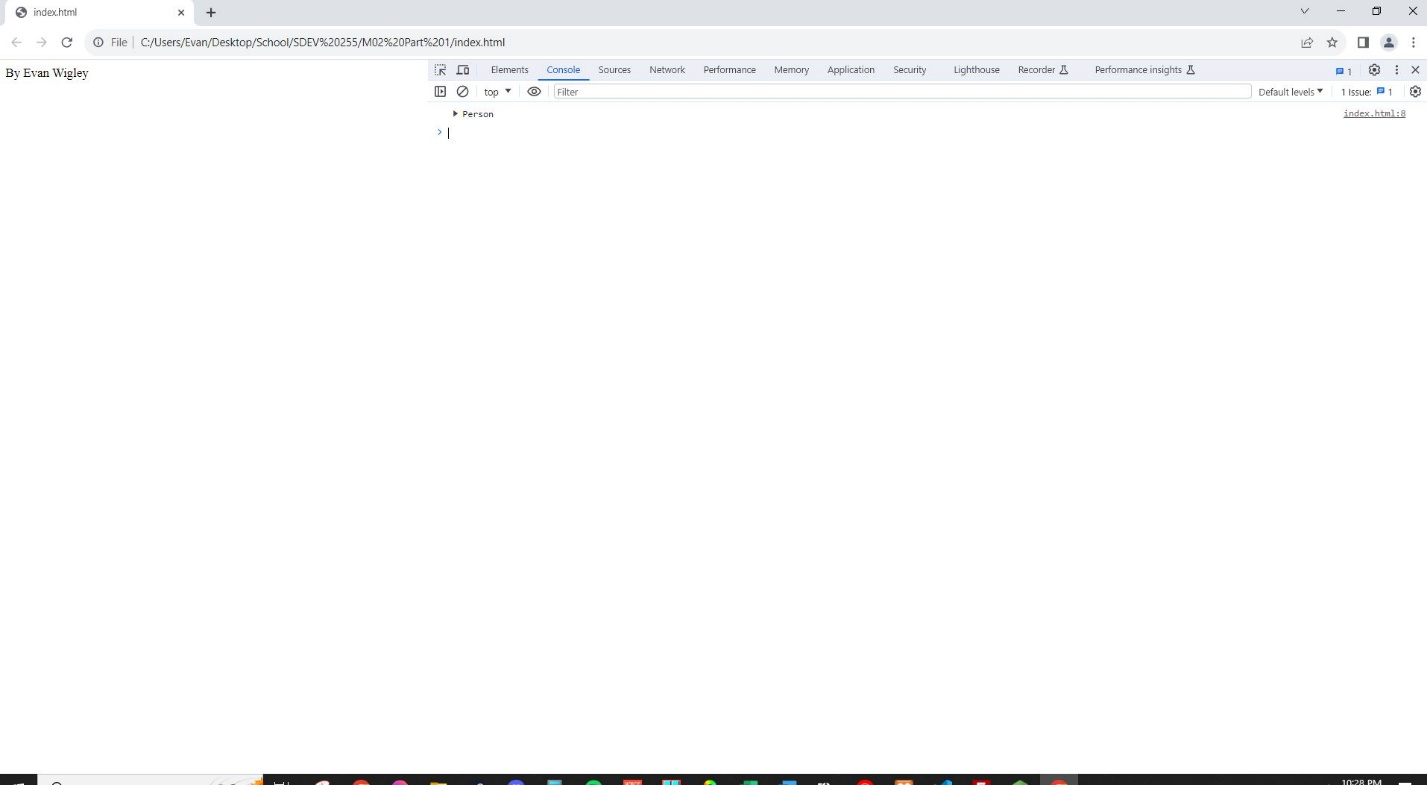 index.html
File C:/Users/Evan/Desktop/School/SDEV%20255/M02%20Part%201/index.html
By Evan Wigley
Elements Console Sources Network Performance Memory Application Security Lighthouse Recorder Performance insights 1
top Filter Default levels 1 Issue: 1
Person index.html:8
10:28 PM